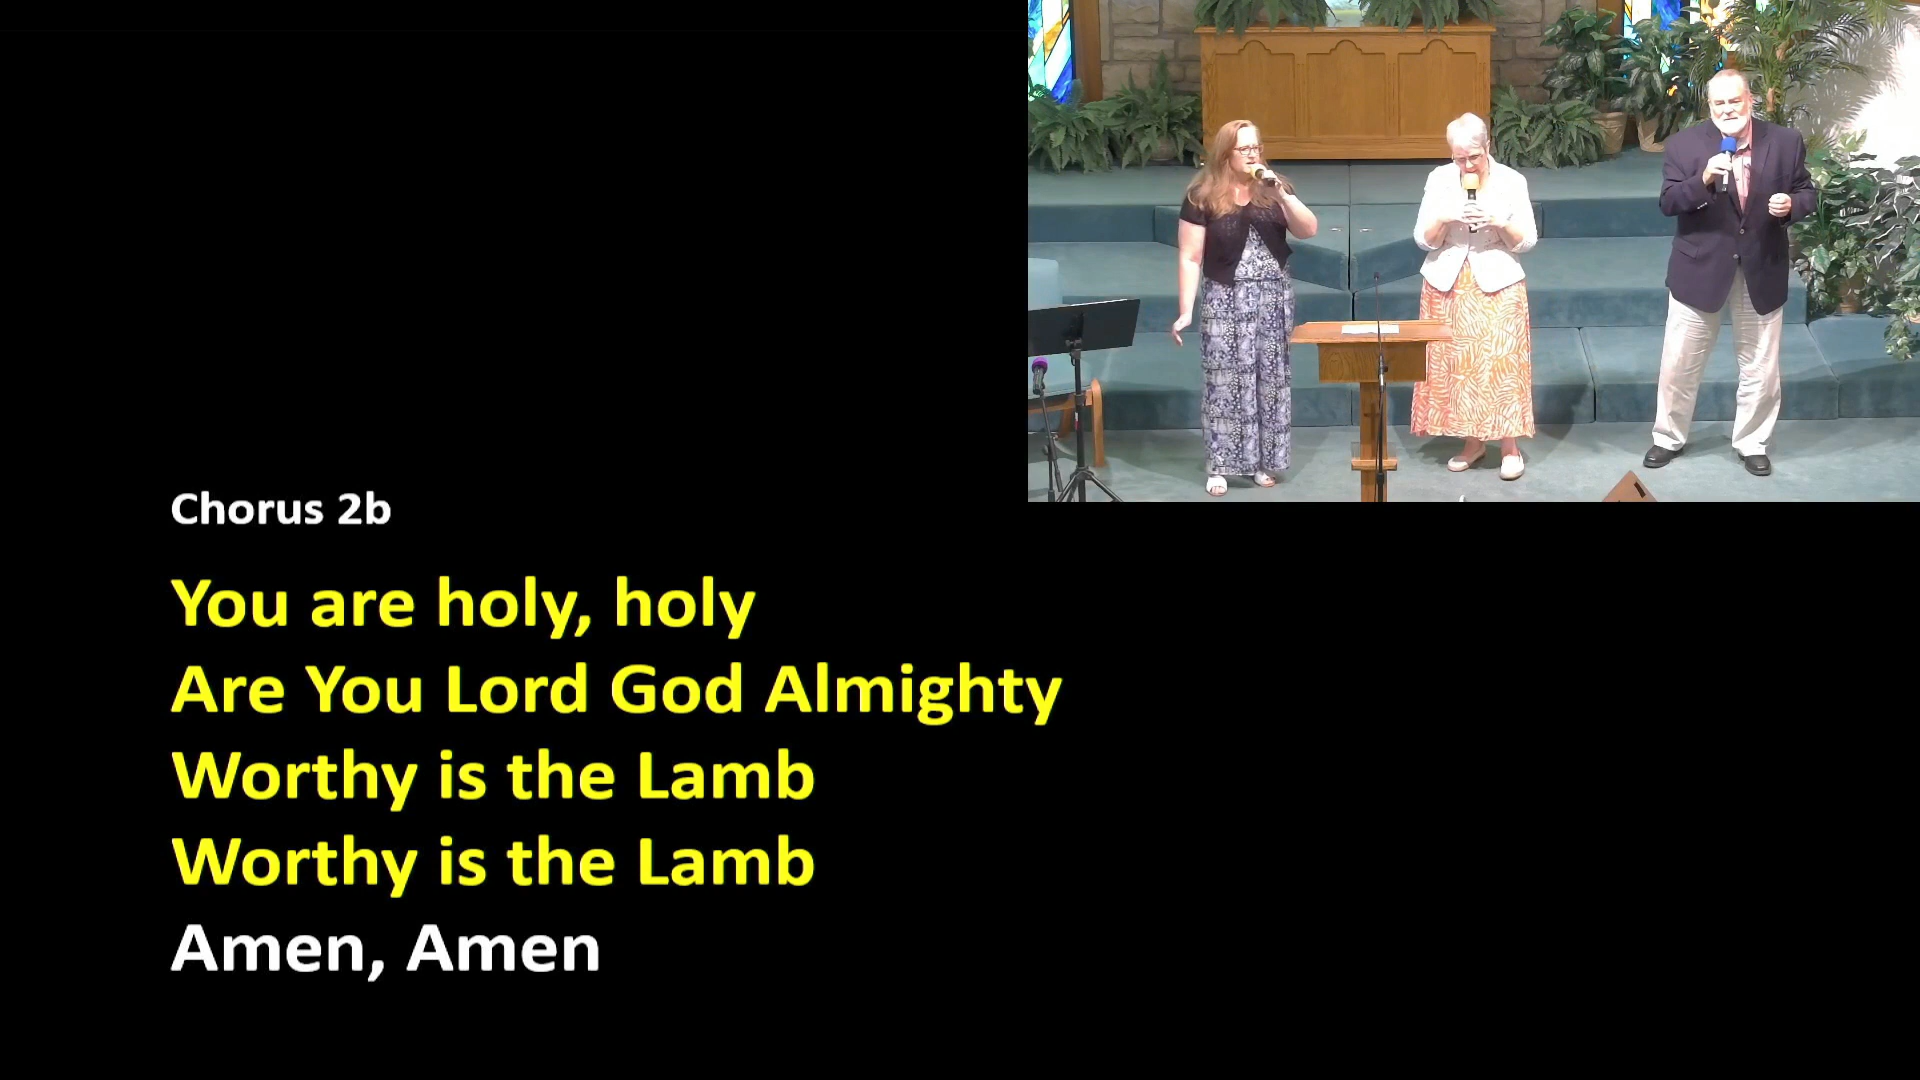 Chorus 2b
You are holy, holy
Are You Lord God Almighty
Worthy is the Lamb
Worthy is the Lamb
Amen, Amen